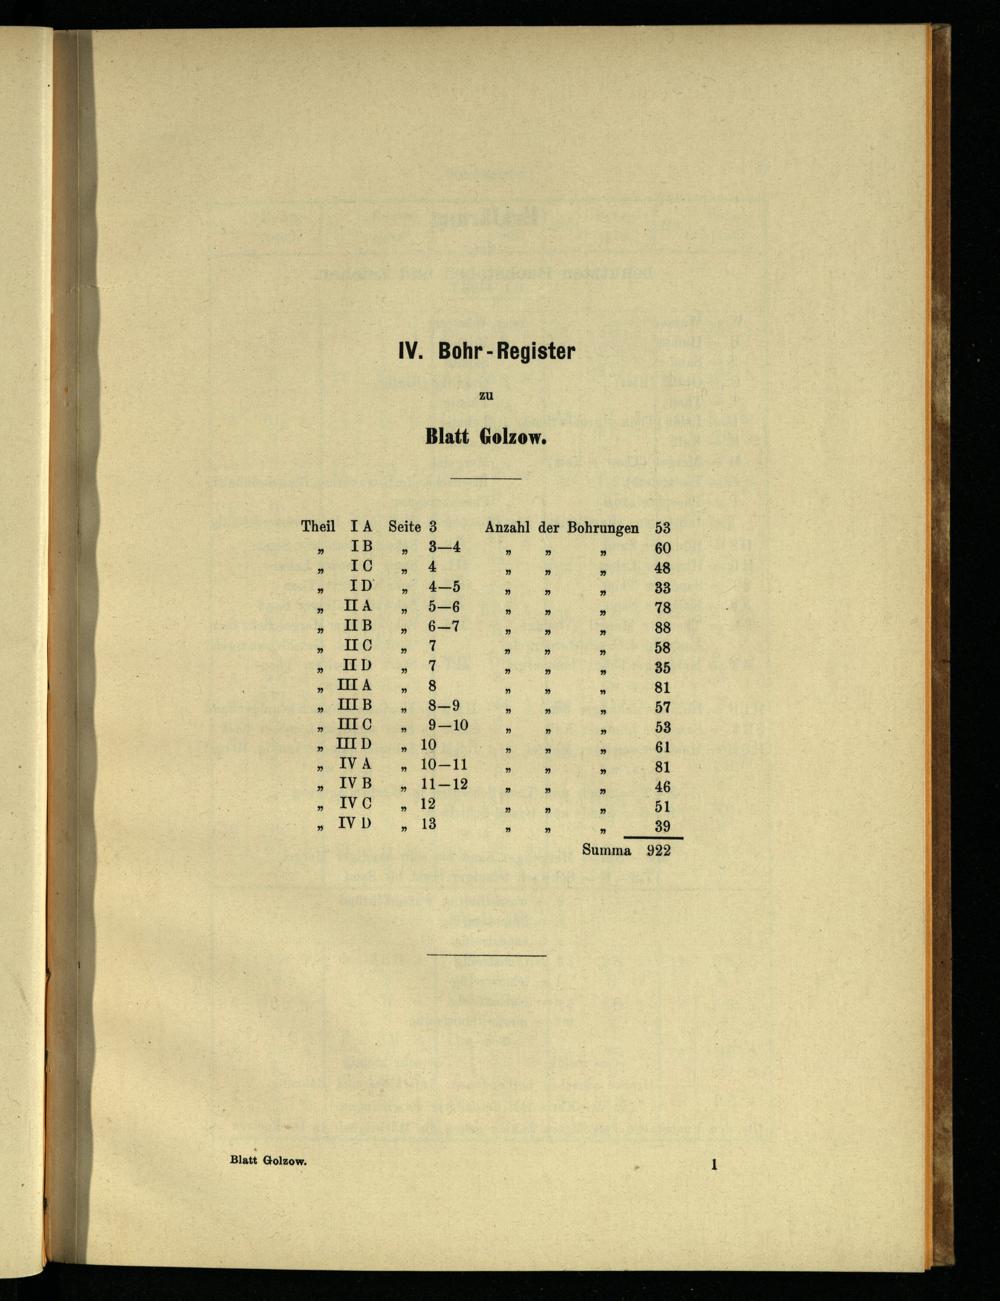 IV. Bohr-Register
zu
Blatt Golzow.
Theil I A Seite 3 Anzahl der Bohrungen 53
„ I B „ 3—4 „ „ „ 60
„ I C „ 4 „ „ „ 48
„ I D „ 4—5 „ „ „ 33
„ II A „ 5—6 „ „ „ 78
„ II B „ 6—7 „ „ „ 88
„ II C „ 7 „ „ „ 58
„ II D „ 7 „ „ „ 35
„ III A „ 8 „ „ „ 81
„ III B „ 8—9 „ „ „ 57
„ III C „ 9—10 „ „ „ 53
„ III D „ 10 „ „ „ 61
„ IV A „ 10—11 „ „ „ 81
„ IV B „ 11—12 „ „ „ 46
„ IV C „ 12 „ „ „ 51
„ IV D „ 13 „ „ „ 39
Summa 922
Blatt Golzow. 1